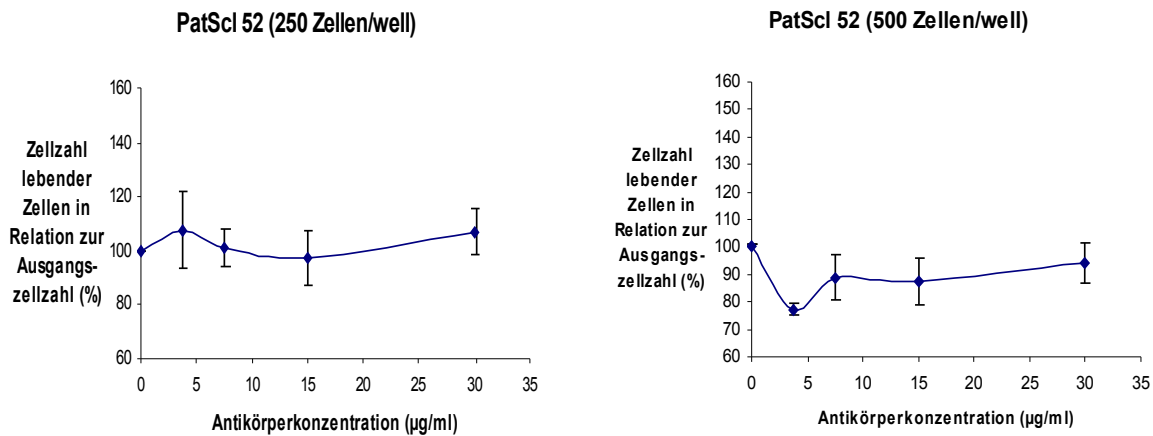 PatScl 52 (250 Zellen/well)
160
140
120
100
80
60
Zellzahl
lebender
Zellen in
Relation zur
Ausgangs-
zellzahl (%)
0 5 10 15 20 25 30 35
Antikörperkonzentration (µg/ml)
PatScl 52 (500 Zellen/well)
160
150
140
130
120
110
100
90
80
70
60
Zellzahl
lebender
Zellen in
Relation zur
Ausgangs-
zellzahl (%)
0 5 10 15 20 25 30 35
Antikörperkonzentration (µg/ml)